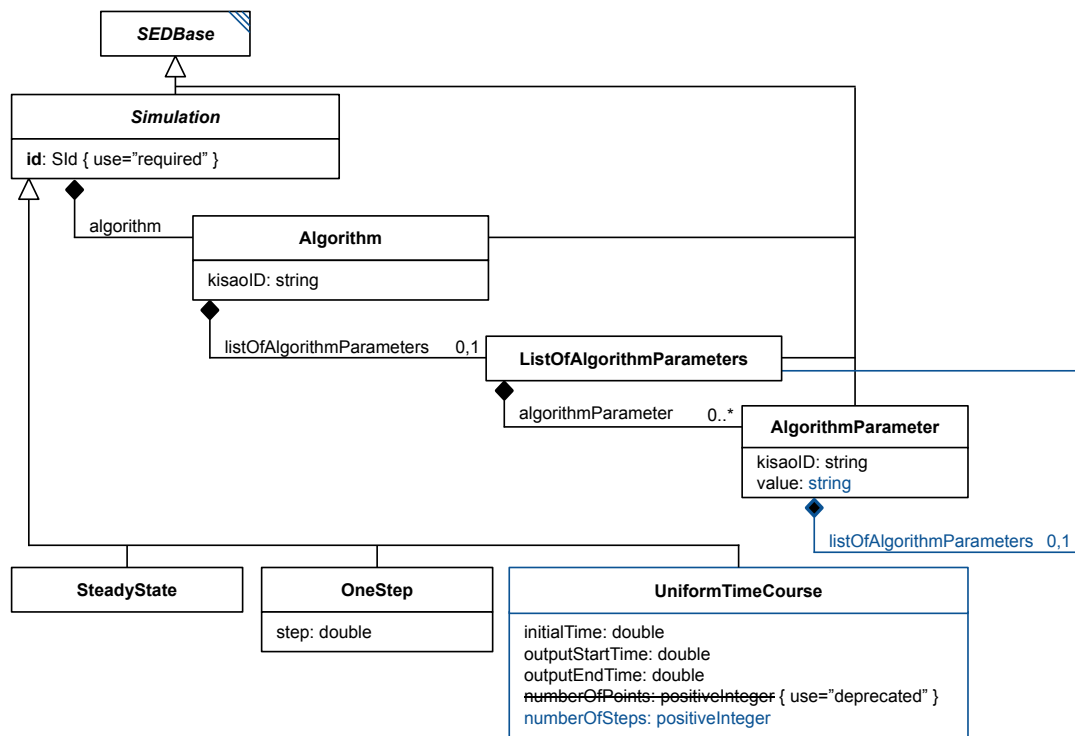 SEDBase
Simulation
id: SId { use=”required” }
algorithm
Algorithm
kisaoID: string
listOfAlgorithmParameters 0,1
ListOfAlgorithmParameters
algorithmParameter 0..*
AlgorithmParameter
kisaoID: string
value: string
listOfAlgorithmParameters 0,1
SteadyState
OneStep
step: double
UniformTimeCourse
initialTime: double
outputStartTime: double
outputEndTime: double
numberOfPoints: positiveInteger { use=”deprecated” }
numberOfSteps: positiveInteger